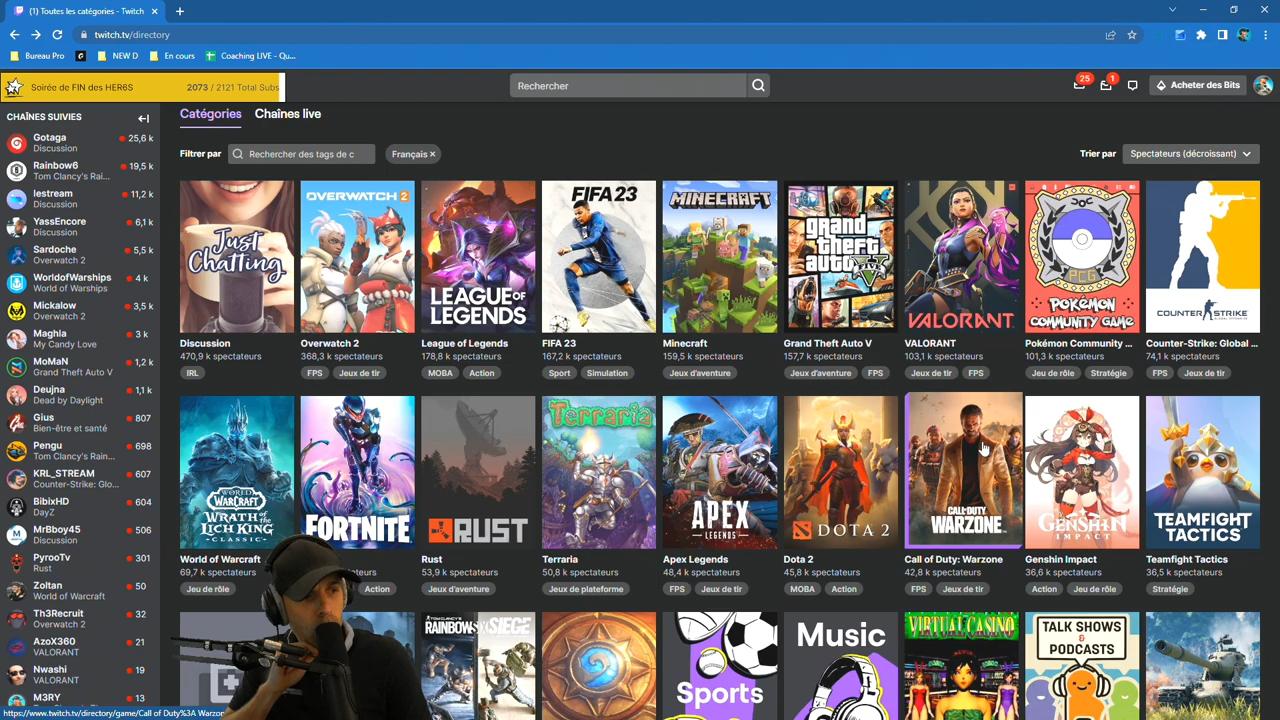 (1) Toutes les catégories - Twitch
twitch.tv/directory
Bureau Pro
NEW D
En cours
Coaching LIVE - Qu...
Soirée de FIN des HER6S
2073 / 2121 Total Subs
Rechercher
25
1
Acheter des Bits
CHAÎNES SUIVIES
Gotaga
25,6 k
Discussion
Rainbow6
19,5 k
Tom Clancy's Rai...
lestream
11,2 k
Discussion
YassEncore
6,1 k
Discussion
Sardoche
5,5 k
Overwatch 2
WorldofWarships
4 k
World of Warships
Mickalow
3,5 k
Overwatch 2
Maghla
3 k
My Candy Love
MoMaN
1,2 k
Grand Theft Auto V
Deujna
1,1 k
Dead by Daylight
Gius
807
Bien-être et santé
Pengu
698
Tom Clancy's Rain...
KRL_STREAM
607
Counter-Strike: Glo...
BibixHD
604
DayZ
MrBboy45
506
Discussion
PyrooTv
301
Rust
Zoltan
50
World of Warcraft
Th3Recruit
32
Overwatch 2
AzoX360
21
VALORANT
Nwashi
19
VALORANT
M3RY
13
https://www.twitch.tv/directory/game/Call of Duty%3A Warzon
Catégories
Chaînes live
Filtrer par
Rechercher des tags de c
Français ×
Trier par
Spectateurs (décroissant)
Just
Chatting
OVERWATCH 2
LEAGUE OF
LEGENDS
FIFA 23
MINECRAFT
grand
theft
auto V
VALORANT
JOC
PCG
POKÉMON
COMMUNITY GAME
COUNTER STRIKE
Discussion
470,9 k spectateurs
IRL
Overwatch 2
368,3 k spectateurs
FPS
Jeux de tir
League of Legends
178,8 k spectateurs
MOBA
Action
FIFA 23
167,2 k spectateurs
Sport
Simulation
Minecraft
159,5 k spectateurs
Jeux d'aventure
Grand Theft Auto V
157,7 k spectateurs
Jeux d'aventure
FPS
VALORANT
103,1 k spectateurs
Jeux de tir
FPS
Pokémon Community ...
101,3 k spectateurs
Jeu de rôle
Stratégie
Counter-Strike: Global ...
74,1 k spectateurs
FPS
Jeux de tir
WORLD
WARCRAFT
WRATH of the
LICH KING
CLASSIC
FORTNITE
RUST
TERRARIA
APEX
LEGENDS
DOTA 2
CALL OF DUTY
WARZONE
GENSHIN
IMPACT
TEAMFIGHT
TACTICS
World of Warcraft
69,7 k spectateurs
Jeu de rôle
Action
Rust
53,9 k spectateurs
Jeux d'aventure
Terraria
50,8 k spectateurs
Jeux de plateforme
Apex Legends
48,4 k spectateurs
FPS
Jeux de tir
Dota 2
45,8 k spectateurs
MOBA
Action
Call of Duty: Warzone
42,8 k spectateurs
FPS
Jeux de tir
Genshin Impact
36,6 k spectateurs
Action
Jeu de rôle
Teamfight Tactics
36,5 k spectateurs
Stratégie
TOM CLANCY'S
RAINBOW SIX SIEGE
Sports
Music
VIRTUAL CASINO
TALK SHOWS
&
PODCASTS